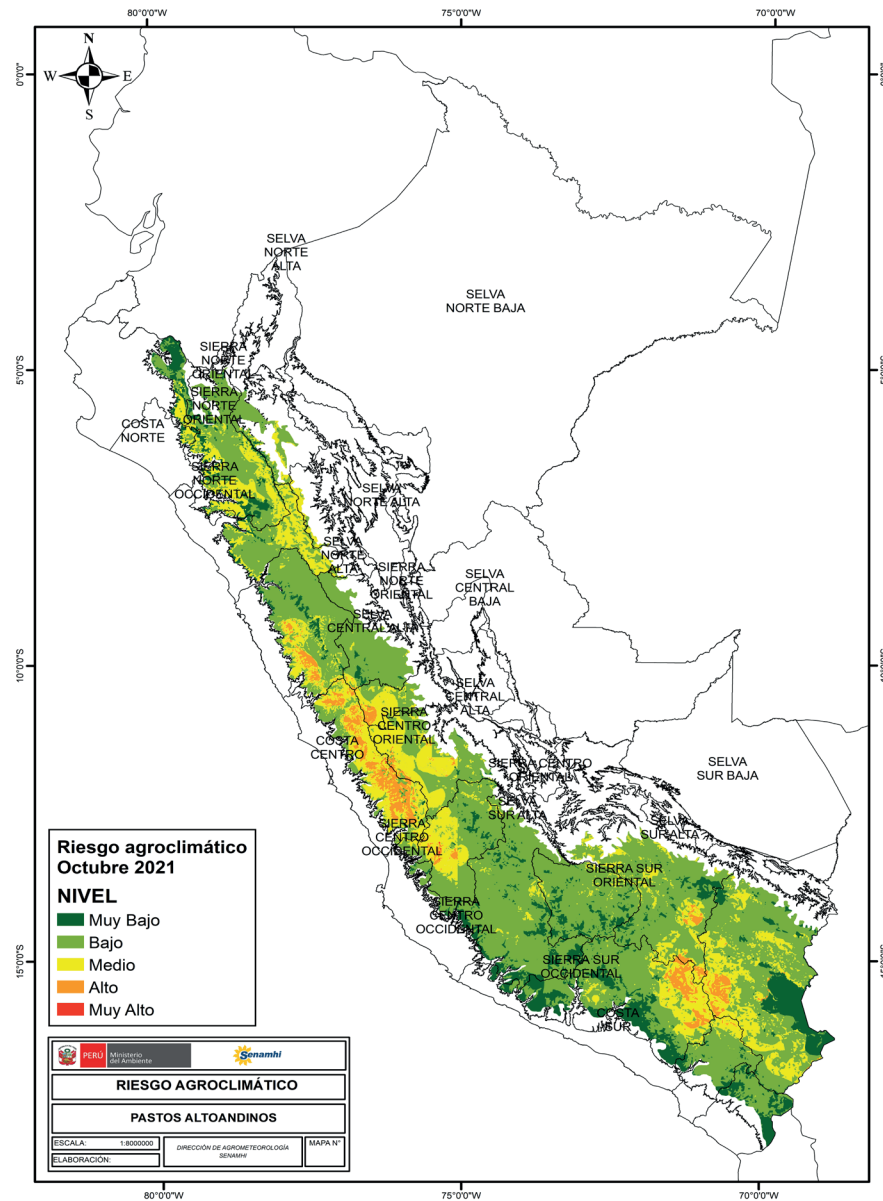 80°0'0"W
75°0'0"W
70°0'0"W
N
W
E
S
0°0'0"
SELVA
NORTE
ALTA
SELVA
NORTE BAJA
SIERRA
NORTE
ORIENTAL
5°0'0"S
SIERRA
NORTE
ORIENTAL
COSTA
NORTE
SIERRA
NORTE
OCCIDENTAL
SELVA
NORTE ALTA
SELVA
NORTE
ALTA
SIERRA
NORTE
ORIENTAL
SELVA
CENTRAL
BAJA
SELVA
CENTRAL ALTA
10°0'0"S
SELVA
CENTRAL
ALTA
SIERRA
CENTRO
ORIENTAL
COSTA
CENTRO
SIERRA CENTRO
ORIENTAL
SELVA
SUR BAJA
SELVA
SUR ALTA
SELVA
SUR ALTA
SIERRA
CENTRO
OCCIDENTAL
SIERRA SUR
ORIENTAL
SIERRA
CENTRO
OCCIDENTAL
15°0'0"S
SIERRA SUR
OCCIDENTAL
COSTA
SUR
Riesgo agroclimático
Octubre 2021
NIVEL
Muy Bajo
Bajo
Medio
Alto
Muy Alto
PERÚ
Ministerio
del Ambiente
Senamhi
RIESGO AGROCLIMÁTICO
PASTOS ALTOANDINOS
ESCALA: 1:8000000
DIRECCIÓN DE AGROMETEOROLOGÍA
SENAMHI
MAPA N°
ELABORACIÓN:
80°0'0"W
75°0'0"W
70°0'0"W